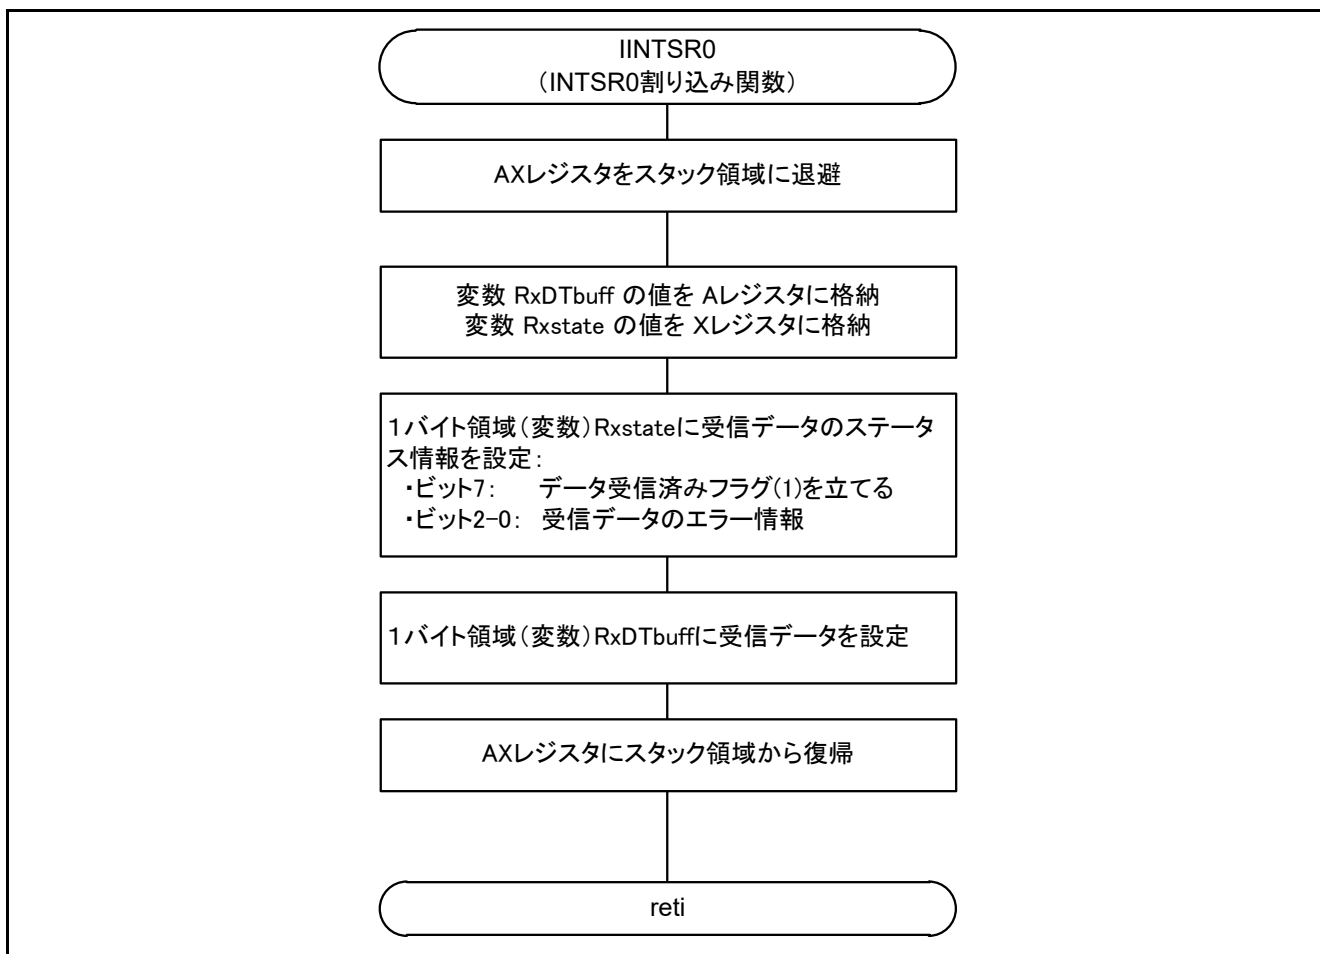 IINTSR0
（INTSR0割り込み関数）
AXレジスタをスタック領域に退避
変数 RxDTbuff の値を Aレジスタに格納
変数 Rxstate の値を Xレジスタに格納
１バイト領域（変数）Rxstateに受信データのステータ
ス情報を設定：
・ビット7：　　データ受信済みフラグ(1)を立てる
・ビット2-0：　受信データのエラー情報
１バイト領域（変数）RxDTbuffに受信データを設定
AXレジスタにスタック領域から復帰
reti